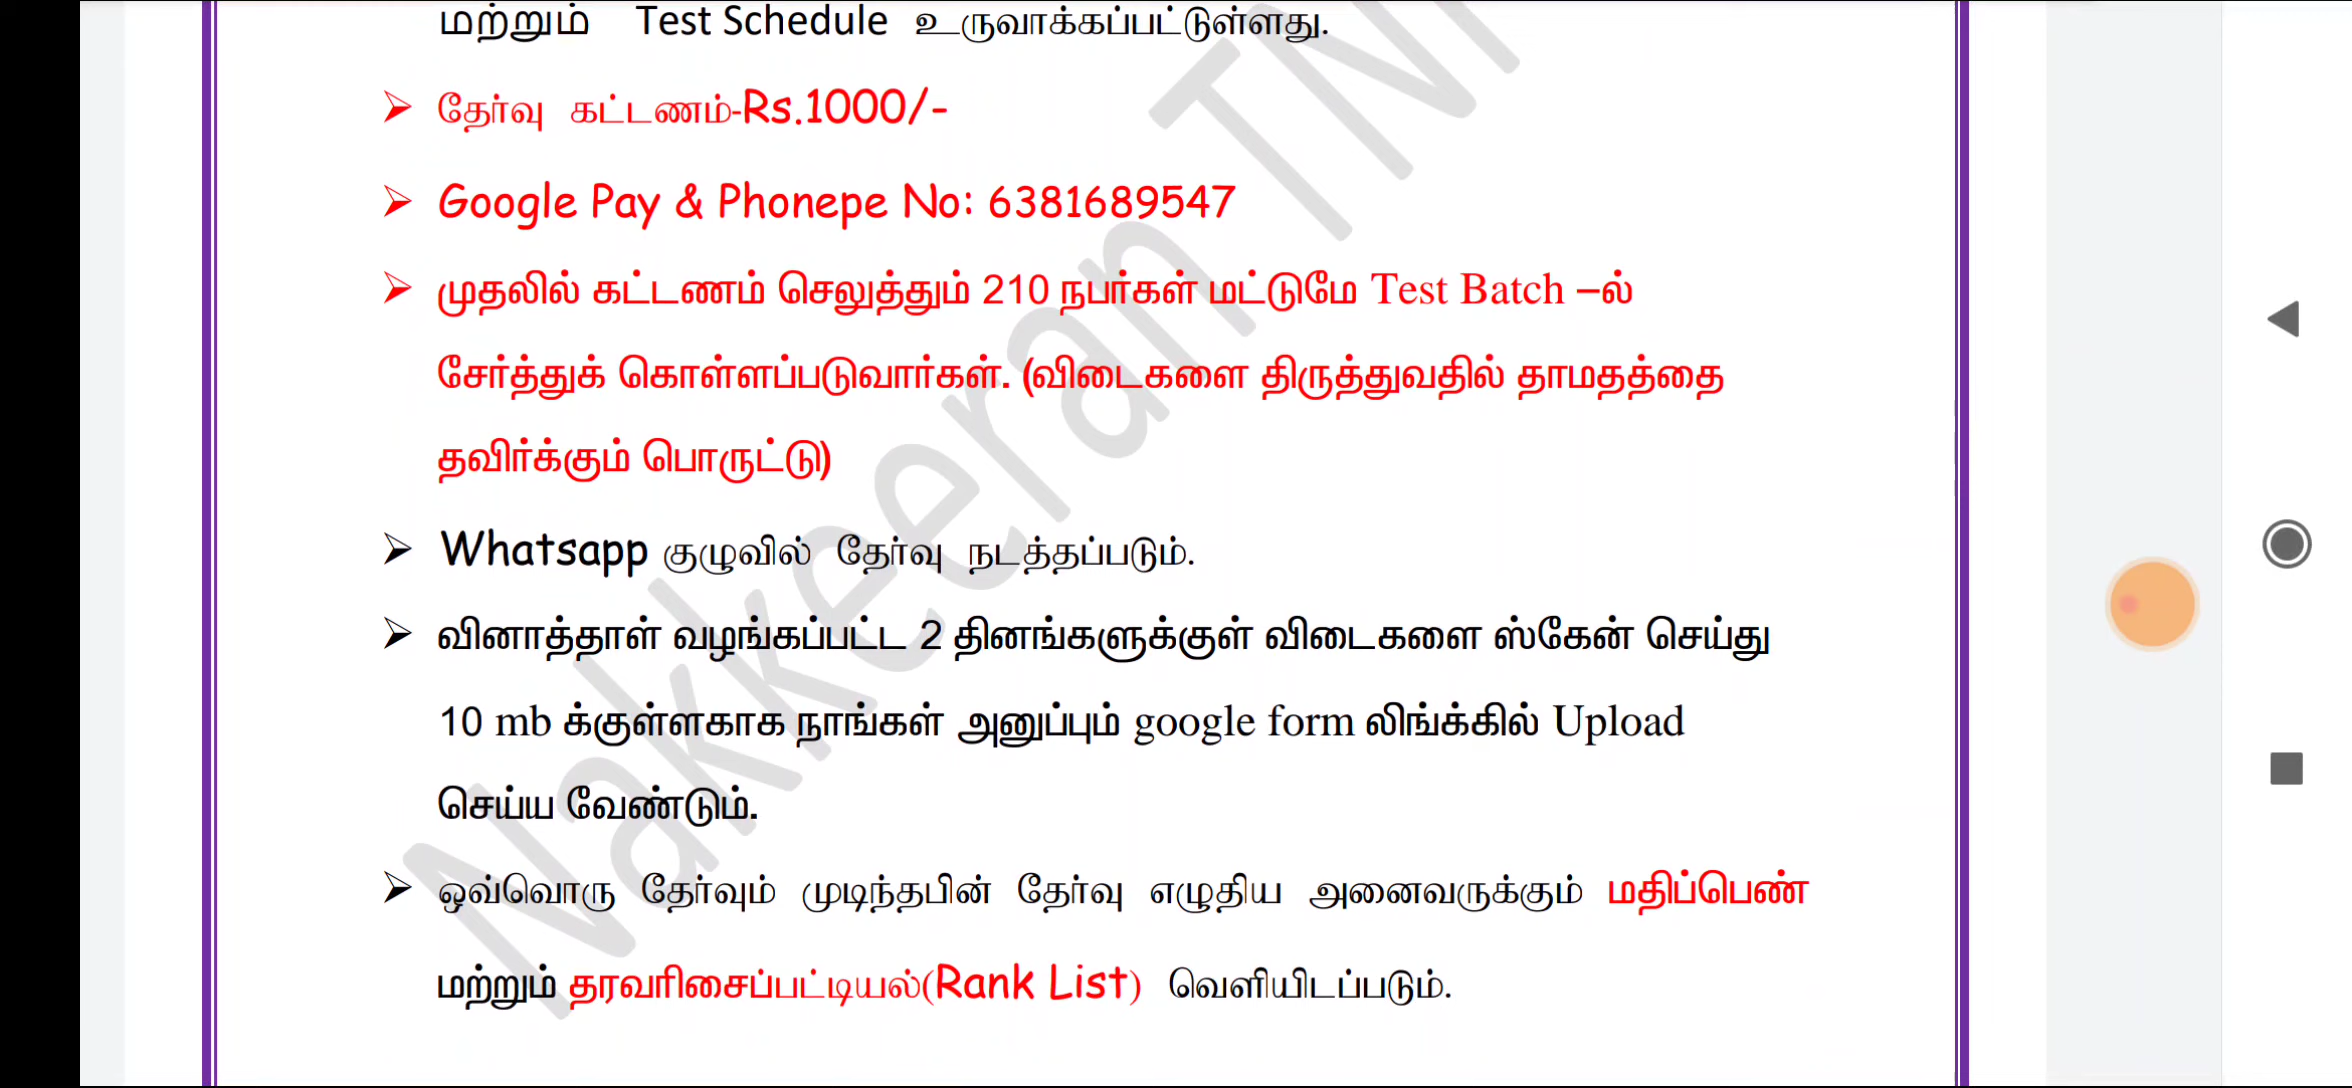 மற்றும் Test Schedule உருவாக்கப்பட்டுள்ளது.
➢ தேர்வு கட்டணம்-Rs.1000/-
➢ Google Pay & Phonepe No: 6381689547
➢ முதலில் கட்டணம் செலுத்தும் 210 நபர்கள் மட்டுமே Test Batch –ல்
சேர்த்துக் கொள்ளப்படுவார்கள். (விடைகளை திருத்துவதில் தாமதத்தை
தவிர்க்கும் பொருட்டு)
➢ Whatsapp குழுவில் தேர்வு நடத்தப்படும்.
➢ வினாத்தாள் வழங்கப்பட்ட 2 தினங்களுக்குள் விடைகளை ஸ்கேன் செய்து
10 mb க்குள்ளகாக நாங்கள் அனுப்பும் google form லிங்க்கில் Upload
செய்ய வேண்டும்.
➢ ஒவ்வொரு தேர்வும் முடிந்தபின் தேர்வு எழுதிய அனைவருக்கும் மதிப்பெண்
மற்றும் தரவரிசைப்பட்டியல்(Rank List) வெளியிடப்படும்.
Nakkeeran